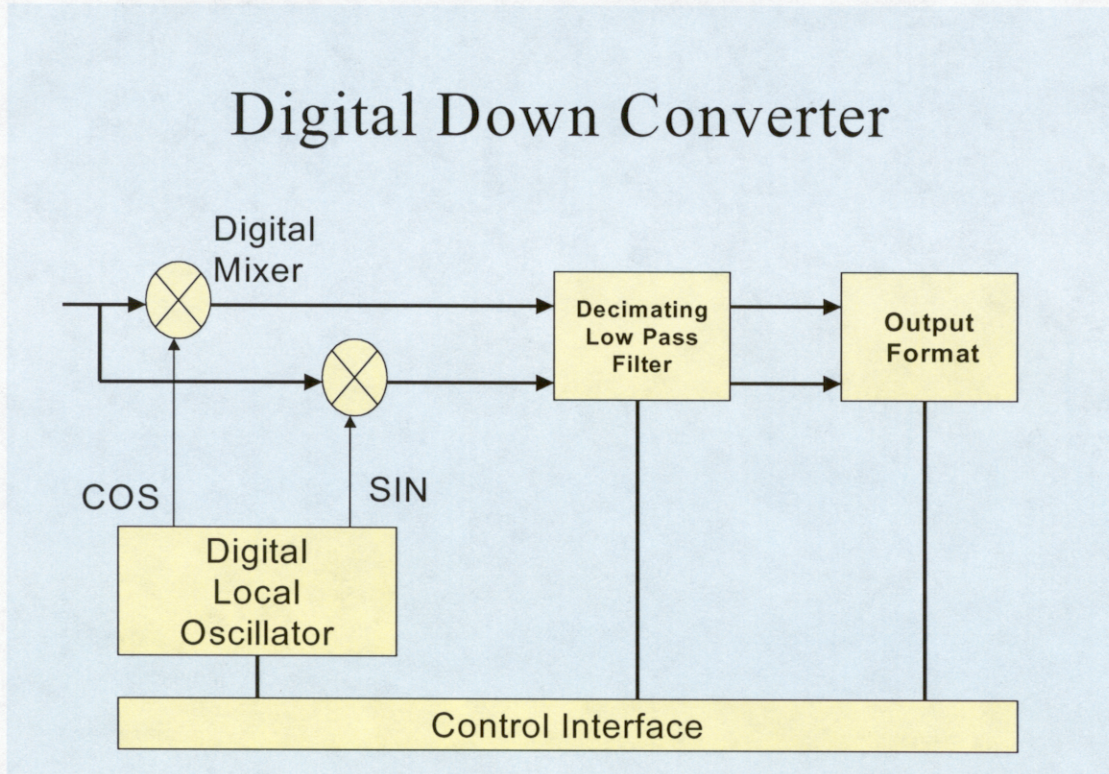 Digital Down Converter
Digital
Mixer
Decimating
Low Pass
Filter
Output
Format
COS
SIN
Digital
Local
Oscillator
Control Interface